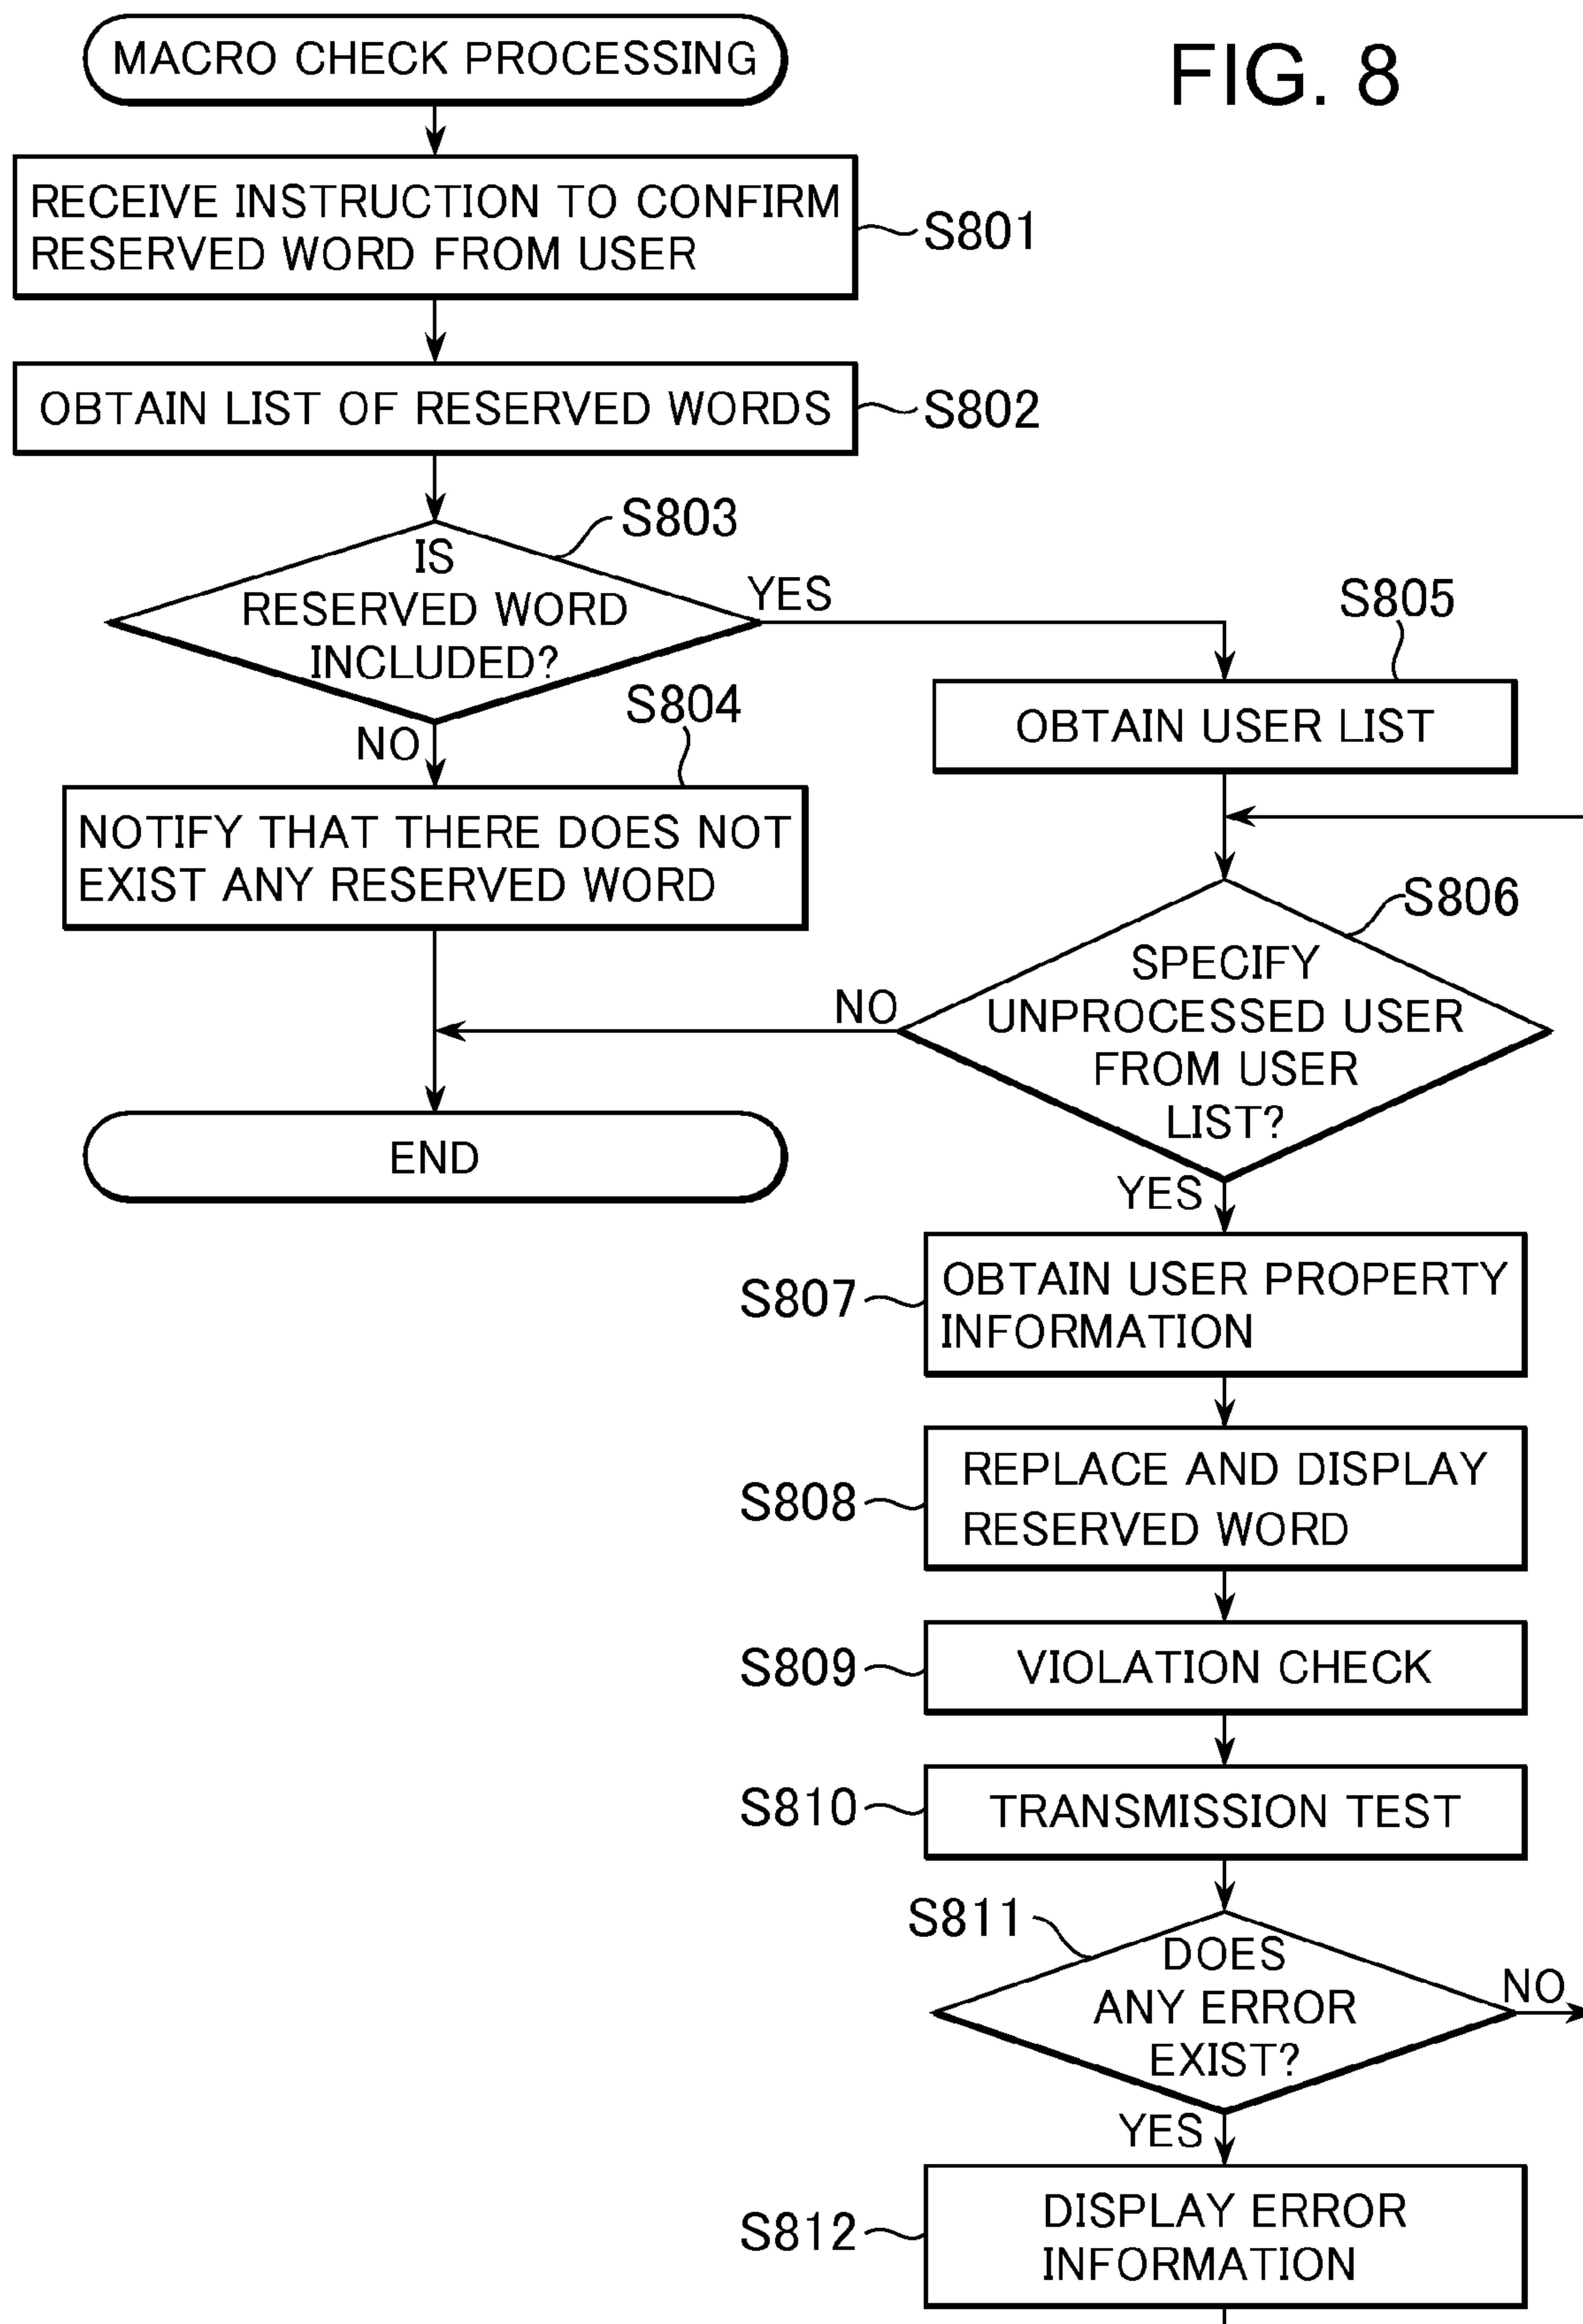 MACRO CHECK PROCESSING
FIG. 8
RECEIVE INSTRUCTION TO CONFIRM
RESERVED WORD FROM USER
S801
OBTAIN LIST OF RESERVED WORDS
S802
S803
IS
RESERVED WORD
INCLUDED?
YES
NO
S804
NOTIFY THAT THERE DOES NOT
EXIST ANY RESERVED WORD
S805
OBTAIN USER LIST
S806
SPECIFY
UNPROCESSED USER
FROM USER
LIST?
NO
END
YES
S807
OBTAIN USER PROPERTY
INFORMATION
S808
REPLACE AND DISPLAY
RESERVED WORD
S809
VIOLATION CHECK
S810
TRANSMISSION TEST
S811
DOES
ANY ERROR
EXIST?
NO
YES
S812
DISPLAY ERROR
INFORMATION